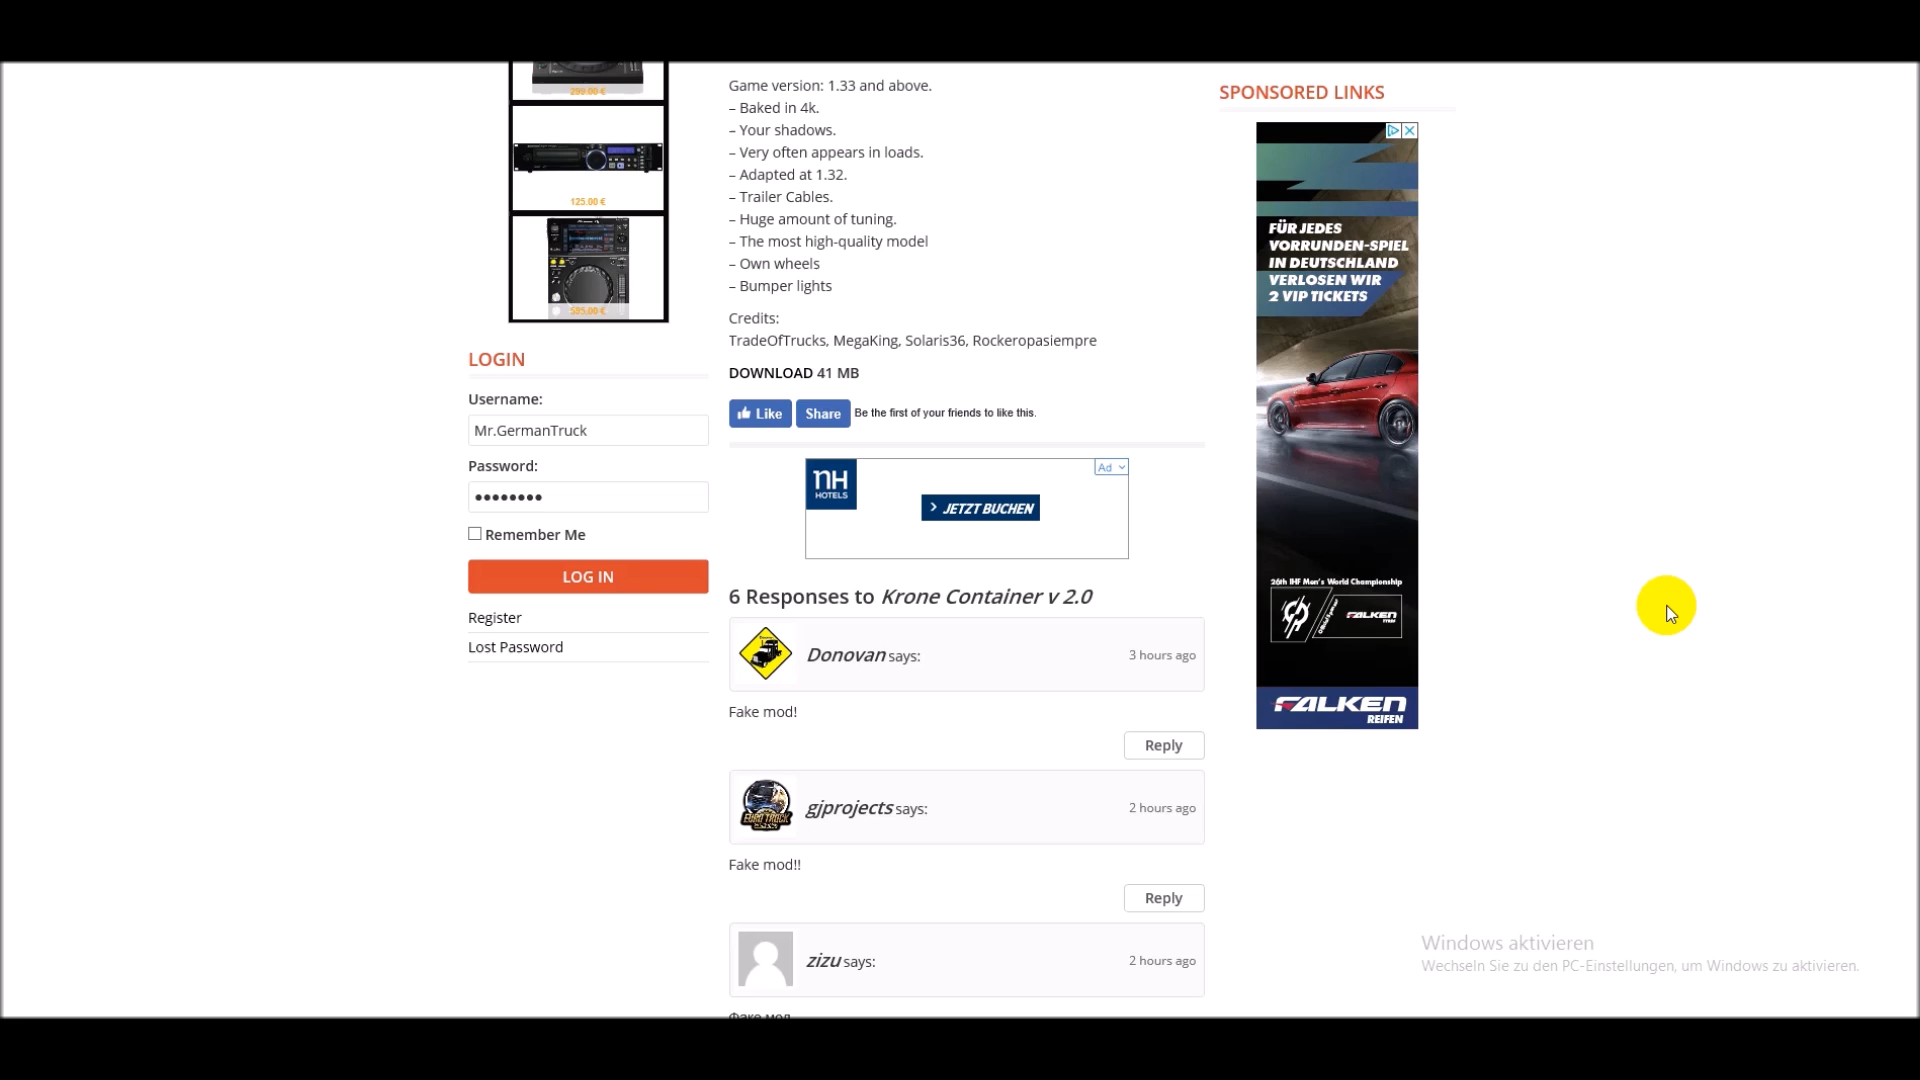 299.00 €
125.00 €
LOGIN
Username:
Mr.GermanTruck
Password:
Remember Me
LOG IN
Register
Lost Password
Game version: 1.33 and above.
– Baked in 4k.
– Your shadows.
– Very often appears in loads.
– Adapted at 1.32.
– Trailer Cables.
– Huge amount of tuning.
– The most high-quality model
– Own wheels
– Bumper lights
Credits:
TradeOfTrucks, MegaKing, Solaris36, Rockeropasiempre
DOWNLOAD 41 MB
Like Share Be the first of your friends to like this.
Ad
nH
HOTELS
> JETZT BUCHEN
6 Responses to Krone Container v 2.0
Donovan says: 3 hours ago
Fake mod!
Reply
gjprojects says: 2 hours ago
EURO TRUCK
Fake mod!!
Reply
zizu says: 2 hours ago
Факе мод
SPONSORED LINKS
FÜR JEDES
VORRUNDEN-SPIEL
IN DEUTSCHLAND
VERLOSEN WIR
2 VIP TICKETS
26th IHF Men's World Championship
FALKEN
FALKEN
REIFEN
Windows aktivieren
Wechseln Sie zu den PC-Einstellungen, um Windows zu aktivieren.